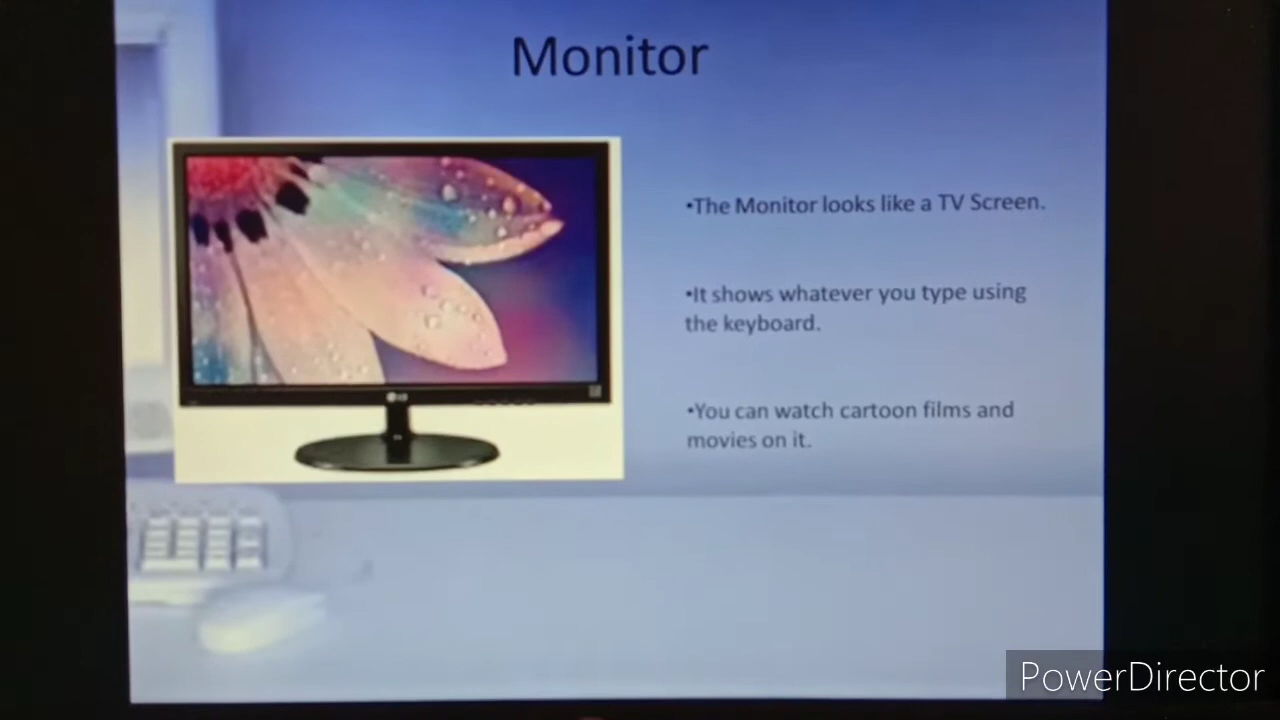 Monitor
•The Monitor looks like a TV Screen.
•It shows whatever you type using
the keyboard.
•You can watch cartoon films and
movies on it.
LG
PowerDirector